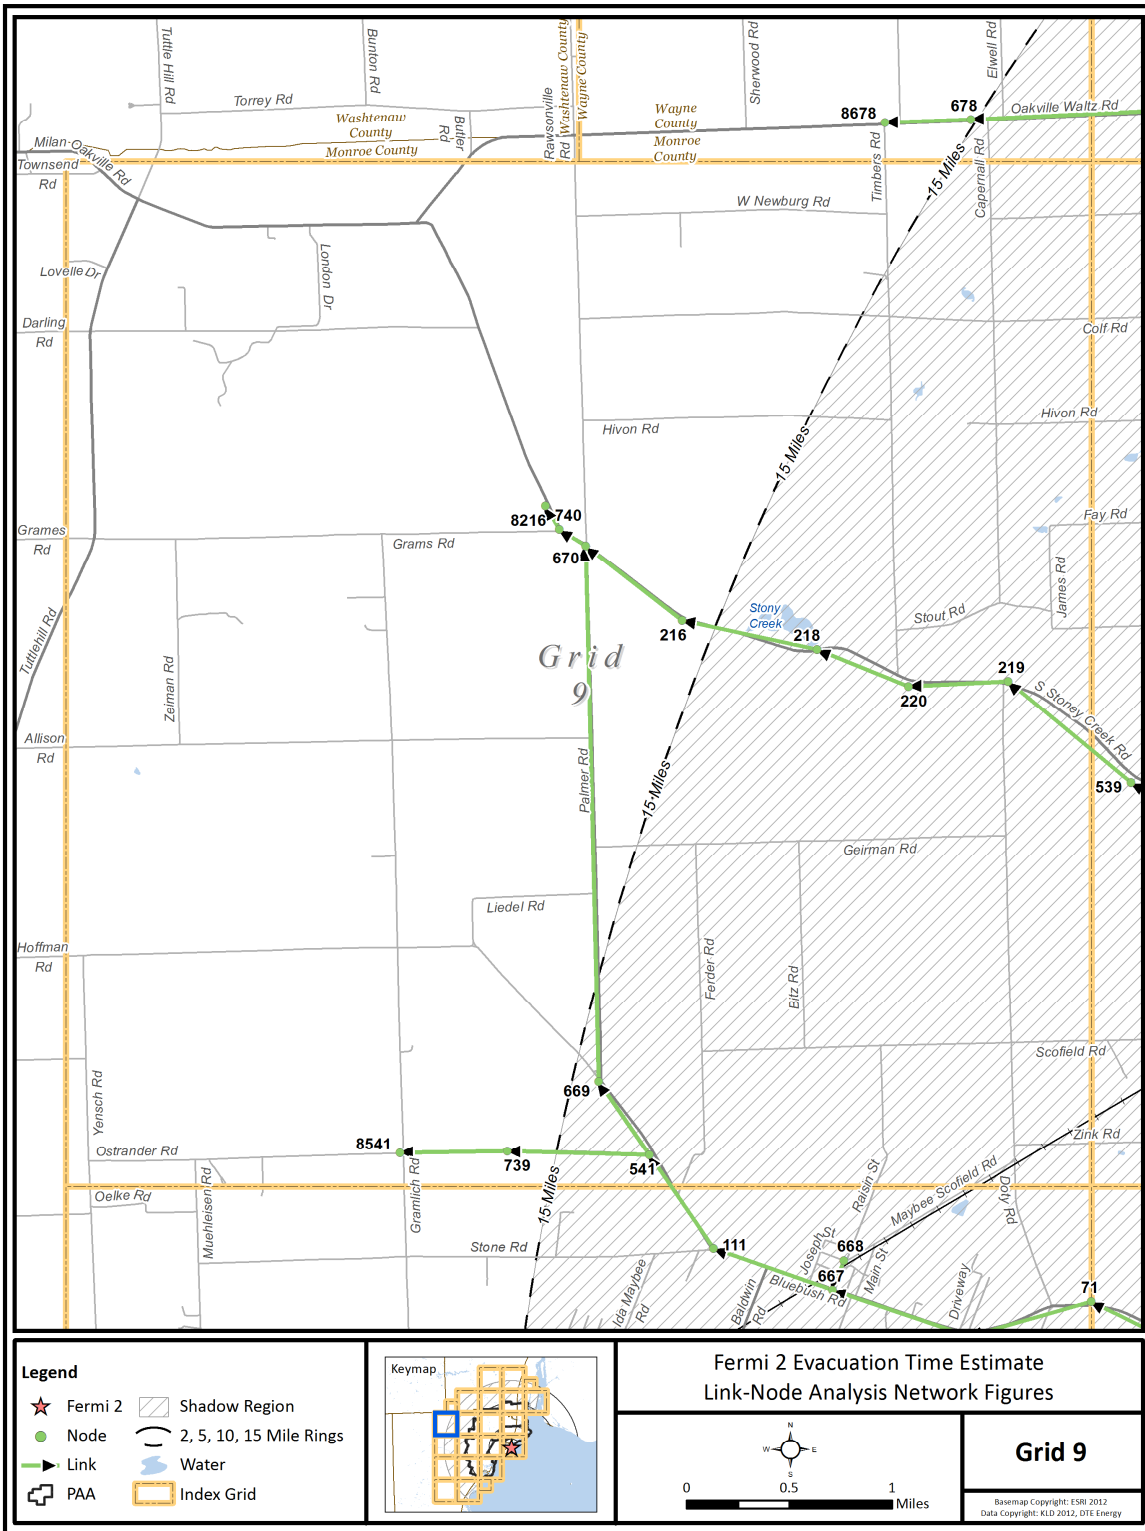 Tuttle Hill Rd
Bunton Rd
Torrey Rd
Butler
Rd
Washtenaw
County
Monroe County
Rawsonville
Rd
Washtenaw County
Wayne County
Wayne
County
Monroe
County
Sherwood Rd
Elwell Rd
8678
678
Oakville Waltz Rd
Milan-Oakville Rd
Townsend
Rd
Timbers Rd
Capernall Rd
15 Miles
W Newburg Rd
Lovelle Dr
London Dr
Darling
Rd
Colf Rd
Hivon Rd
Hivon Rd
15 Miles
8216
740
Grames
Rd
Grams Rd
670
Fay Rd
James Rd
Tuttlehill Rd
Stony
Creek
216
218
Stout Rd
Grid
9
Zeiman Rd
219
220
S Stoney Creek Rd
Allison
Rd
Palmer Rd
15 Miles
539
Geirman Rd
Liedel Rd
Hoffman
Rd
Ferder Rd
Eitz Rd
Scofield Rd
Yensch Rd
669
Zink Rd
Ostrander Rd
8541
739
541
Oelke Rd
Muehleisen Rd
Gramlich Rd
15 Miles
Raisin St
Maybee Scofield Rd
Doty Rd
Stone Rd
111
Joseph St
668
667
Main St
Ida Maybee
Rd
Baldwin
Rd
Bluebush Rd
Driveway
71
Legend
Fermi 2
Shadow Region
Node
2, 5, 10, 15 Mile Rings
Link
Water
PAA
Index Grid
Keymap
Fermi 2 Evacuation Time Estimate
Link-Node Analysis Network Figures
N
W
E
S
0
0.5
1
Miles
Grid 9
Basemap Copyright: ESRI 2012
Data Copyright: KLD 2012, DTE Energy